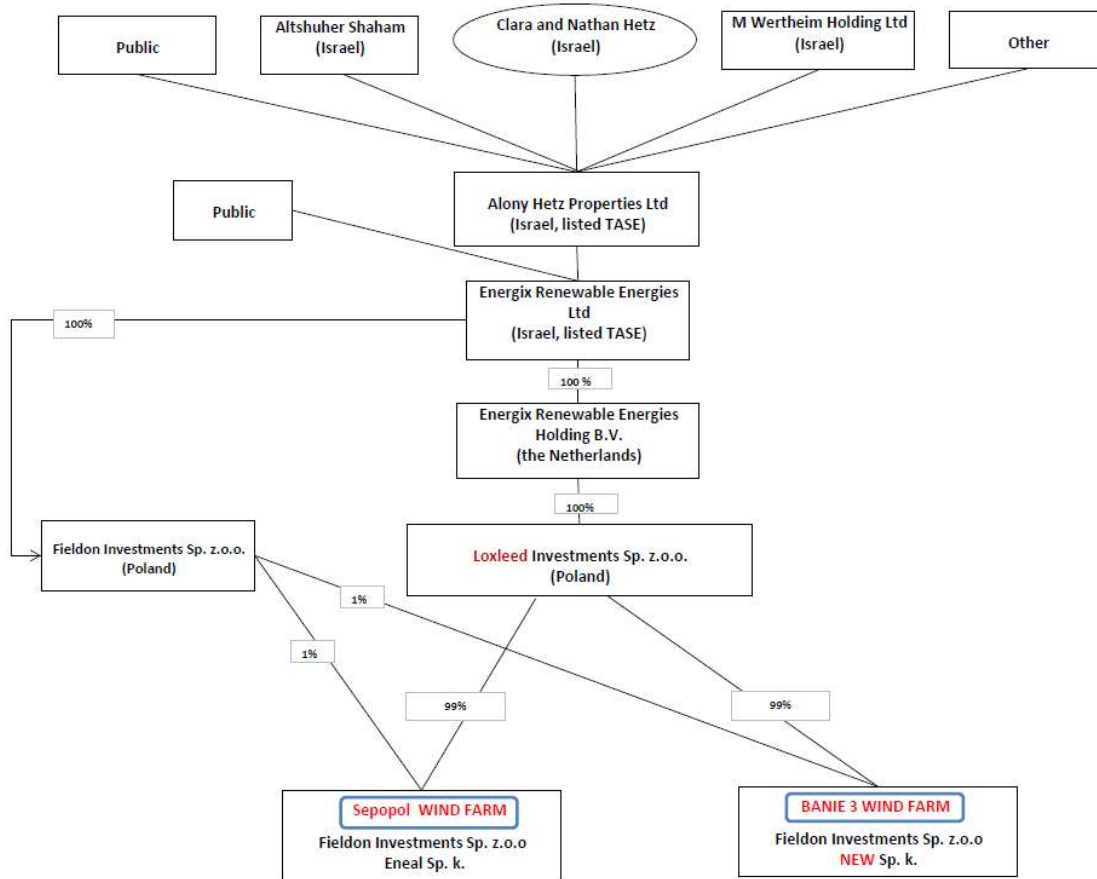 Public
Altshuher Shaham
(Israel)
Clara and Nathan Hetz
(Israel)
M Wertheim Holding Ltd
(Israel)
Other
Public
Alony Hetz Properties Ltd
(Israel, listed TASE)
Energix Renewable Energies
Ltd
(Israel, listed TASE)
100%
100 %
Energix Renewable Energies
Holding B.V.
(the Netherlands)
100%
Fieldon Investments Sp. z.o.o.
(Poland)
Loxleed Investments Sp. z.o.o.
(Poland)
1%
1%
99%
99%
Sepopol WIND FARM
Fieldon Investments Sp. z.o.o
Eneal Sp. k.
BANIE 3 WIND FARM
Fieldon Investments Sp. z.o.o
NEW Sp. k.